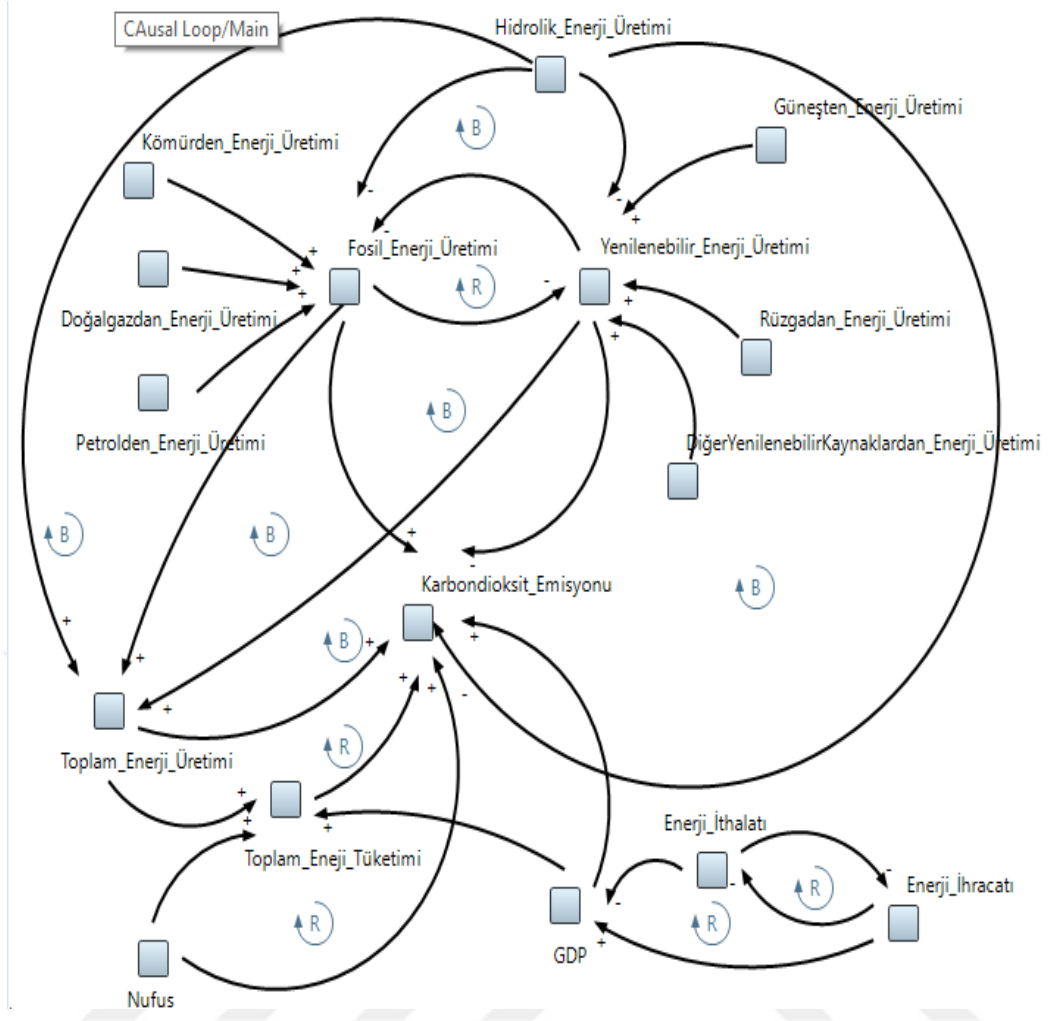 Hidrolik_Enerji_Üretimi
CAusal Loop/Main
Güneşten_Enerji_Üretimi
B
Kömürden_Enerji_Üretimi
-
-
+
-
+
Fosil_Enerji_Üretimi
Yenilenebilir_Enerji_Üretimi
+
R
-
+
+
Doğalgazdan_Enerji_Üretimi
Rüzgadan_Enerji_Üretimi
+
B
Petrolden_Enerji_Üretimi
DiğerYenilenebilirKaynaklardan_Enerji_Üretimi
B
B
+
-
Karbondioksit_Emisyonu
B
+
+
B
+
+
+
+
-
+
Toplam_Enerji_Üretimi
R
+
+
+
Enerji_İthalatı
Toplam_Eneji_Tüketimi
-
-
R
Enerji_İhracatı
-
R
R
+
GDP
Nufus